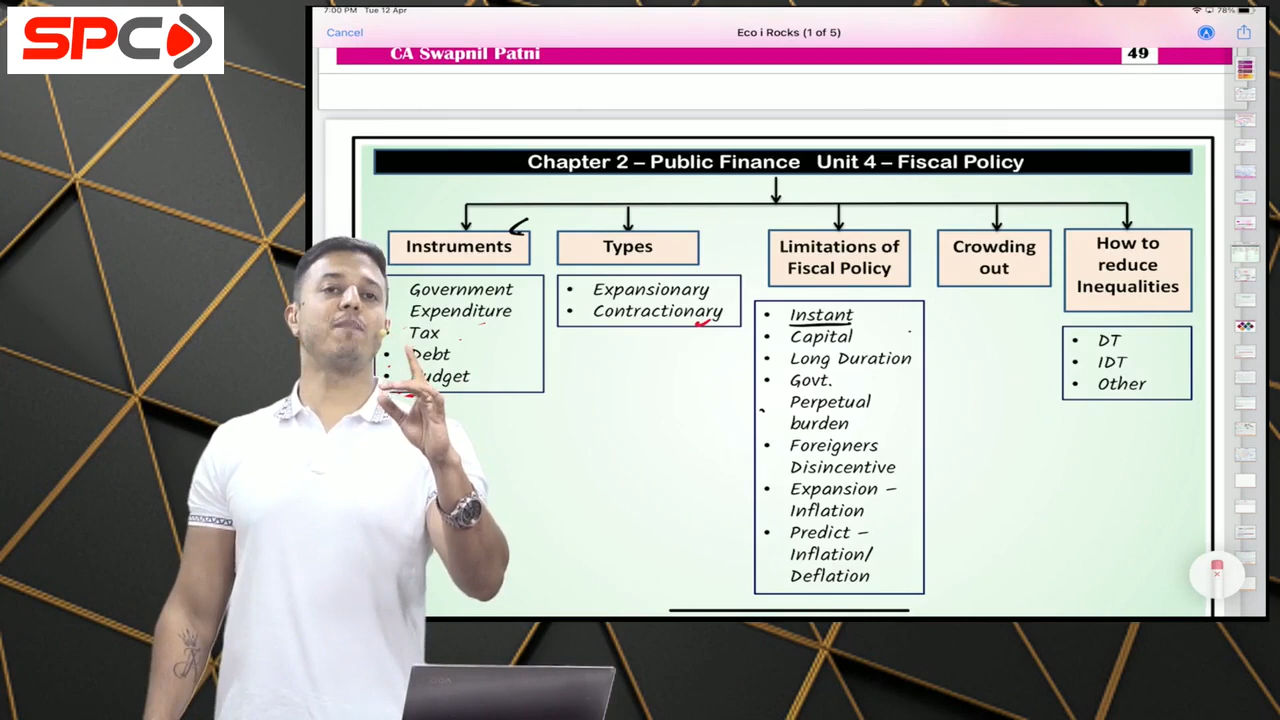 SPC
7:00 PM Tue 12 Apr
78%
Cancel
Eco i Rocks (1 of 5)
CA Swapnil Patni
49
Chapter 2 – Public Finance Unit 4 – Fiscal Policy
Instruments
Government
Expenditure
Tax
Debt
udget
Types
• Expansionary
• Contractionary
Limitations of
Fiscal Policy
• Instant
• Capital
• Long Duration
• Govt.
Perpetual
burden
• Foreigners
Disincentive
• Expansion –
Inflation
• Predict –
Inflation/
Deflation
Crowding
out
How to
reduce
Inequalities
• DT
• IDT
• Other